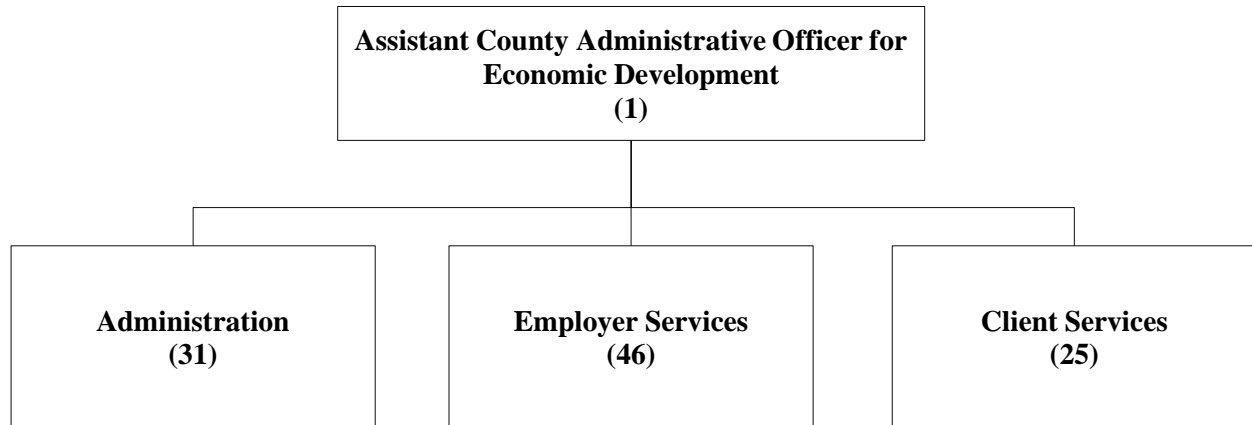 Assistant County Administrative Officer for
Economic Development
(1)
Administration
(31)
Employer Services
(46)
Client Services
(25)